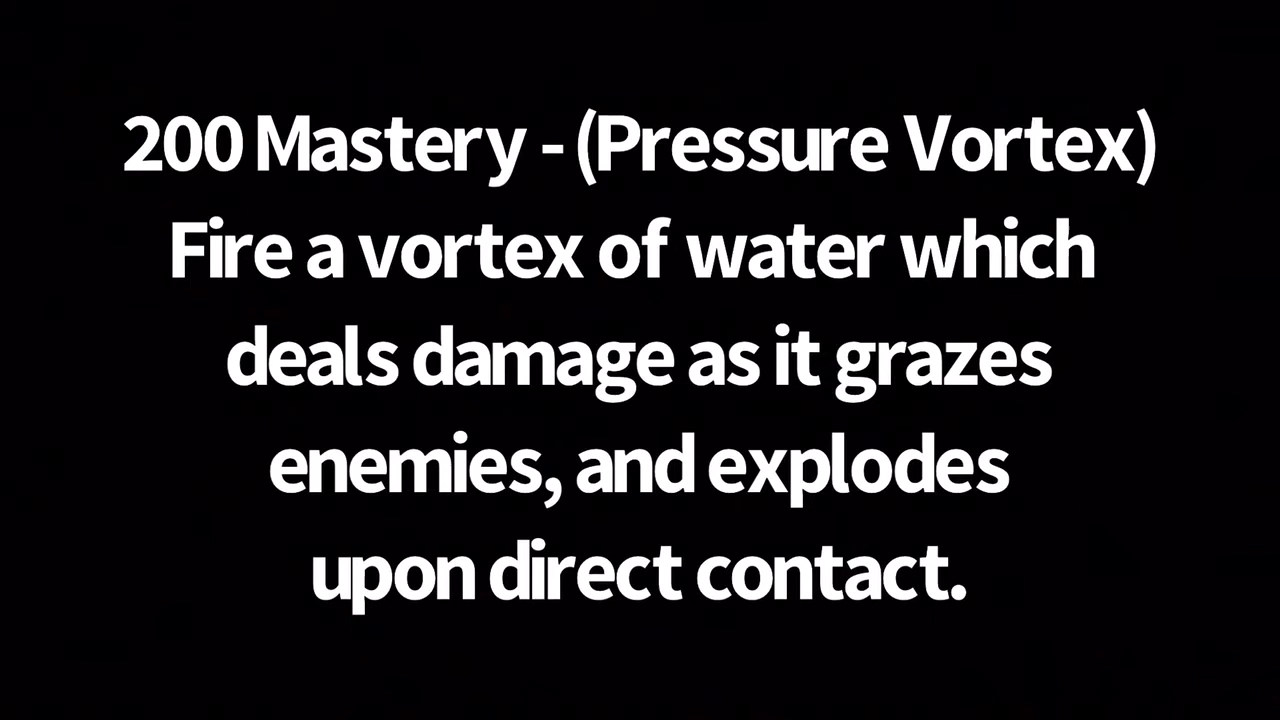 200 Mastery - (Pressure Vortex)
Fire a vortex of water which
deals damage as it grazes
enemies, and explodes
upon direct contact.